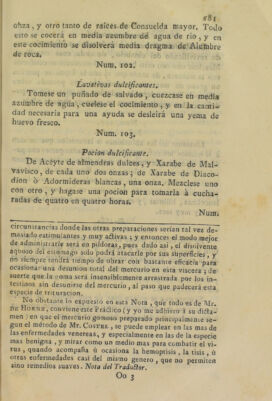 281
onza, y otro tanto de raices de Consuelda mayor. Todo
esto se cocerá en media azumbre de agua de rio, y en
este cocimiento se disolverá media dragma de Alumbre
de roca.
Num. 102.
Lavativas dulcificantes.
Tomese un puñado de salvado, cuezcase en media
azumbre de agua, cuelese el cocimiento, y en la canti-
dad necesaria para una ayuda se desleirá una yema de
huevo fresco.
Num. 103.
Pocion dulcificante.
De Aceyte de almendras dulces, y Xarabe de Mal-
vavisco, de cada uno dos onzas; de Xarabe de Diaco-
dion ò Adormideras blancas, una onza. Mezclese uno
con otro, y hagase una pocion para tomarla á cucha-
radas de quatro en quatro horas.
Num.
circunstancias donde las otras preparaciones serían tal vez de-
masiado estimulantes y muy activas; y entonces el modo mejor
de administrarle será en píldoras, pues dado asi, el disolvente
aquoso del estomago solo podrá atacarle por sus superficies, y
no siempre tendrá tiempo de obrar con bastante eficacia para
ocasionar una desunion total del mercurio en esta viscera; de
suerte que la goma será insensiblemente arrastrada por los in-
testinos sin desunirse del mercurio, al paso que padecerá esta
especie de trituracion.
No obstante lo expuesto en esta Nota, que todo es de Mr.
de Horne, conviene este Práctico (y yo me adhiero à su dicta-
men) en que el mercurio gomoso preparado principalmente se-
gun el método de Mr. Costre, se puede emplear en las mas de
las enfermedades venereas, y especialmente en las de la especie
mas benigna, y mirar como un medio mas para combatir el vi-
rus, quando acompaña ù ocasiona la hemoptisis, la tisis, ù
otras enfermedades casi del mismo genero, que no permiten
sino remedios suaves. Nota del Traductor.
Oo 3